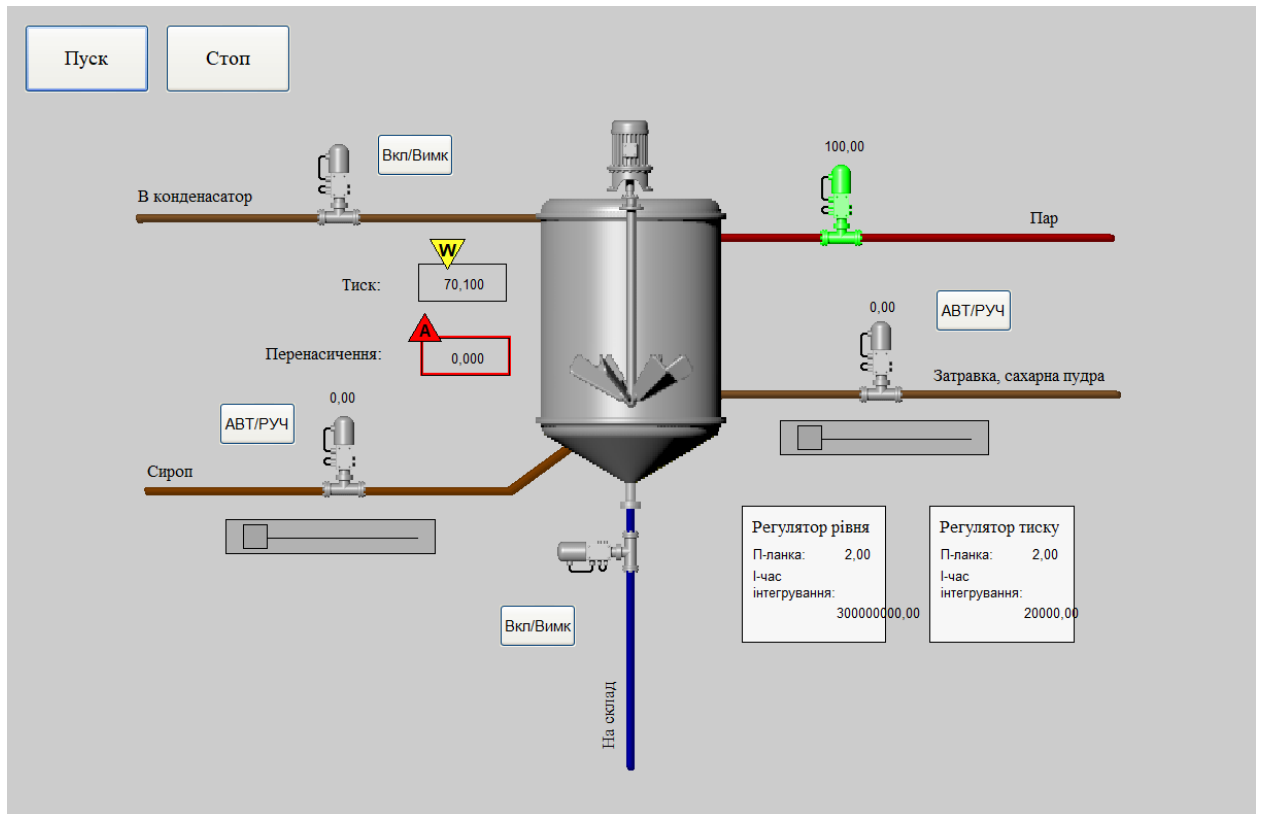 Пуск
Стоп
Вкл/Вимк
100,00
В конденасатор
Пар
W
Тиск:
70,100
0,00
АВТ/РУЧ
A
Перенасичення:
0,000
Затравка, сахарна пудра
0,00
АВТ/РУЧ
Сироп
Регулятор рівня
П-ланка: 2,00
І-час
інтегрування:
300000000,00
Регулятор тиску
П-ланка: 2,00
І-час
інтегрування:
20000,00
Вкл/Вимк
На склад